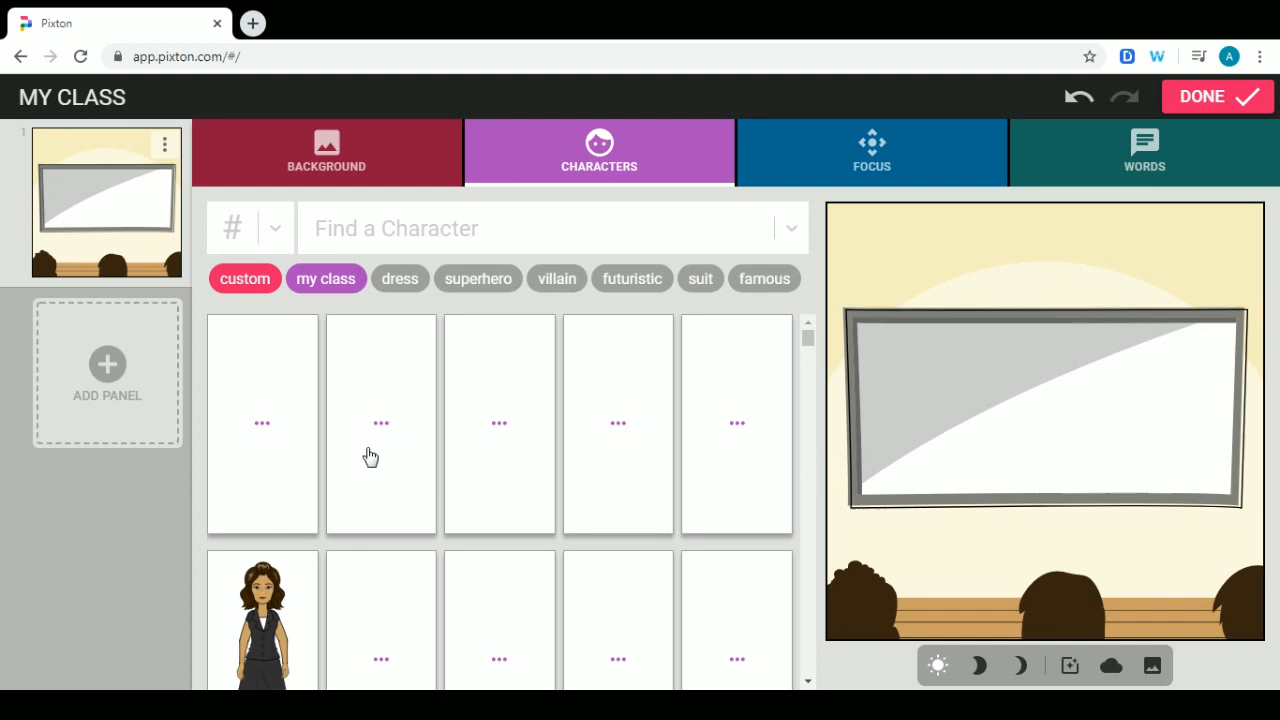 Pixton
app.pixton.com/#/
A
MY CLASS
DONE
1
BACKGROUND
CHARACTERS
FOCUS
WORDS
#
Find a Character
custom
my class
dress
superhero
villain
futuristic
suit
famous
ADD PANEL